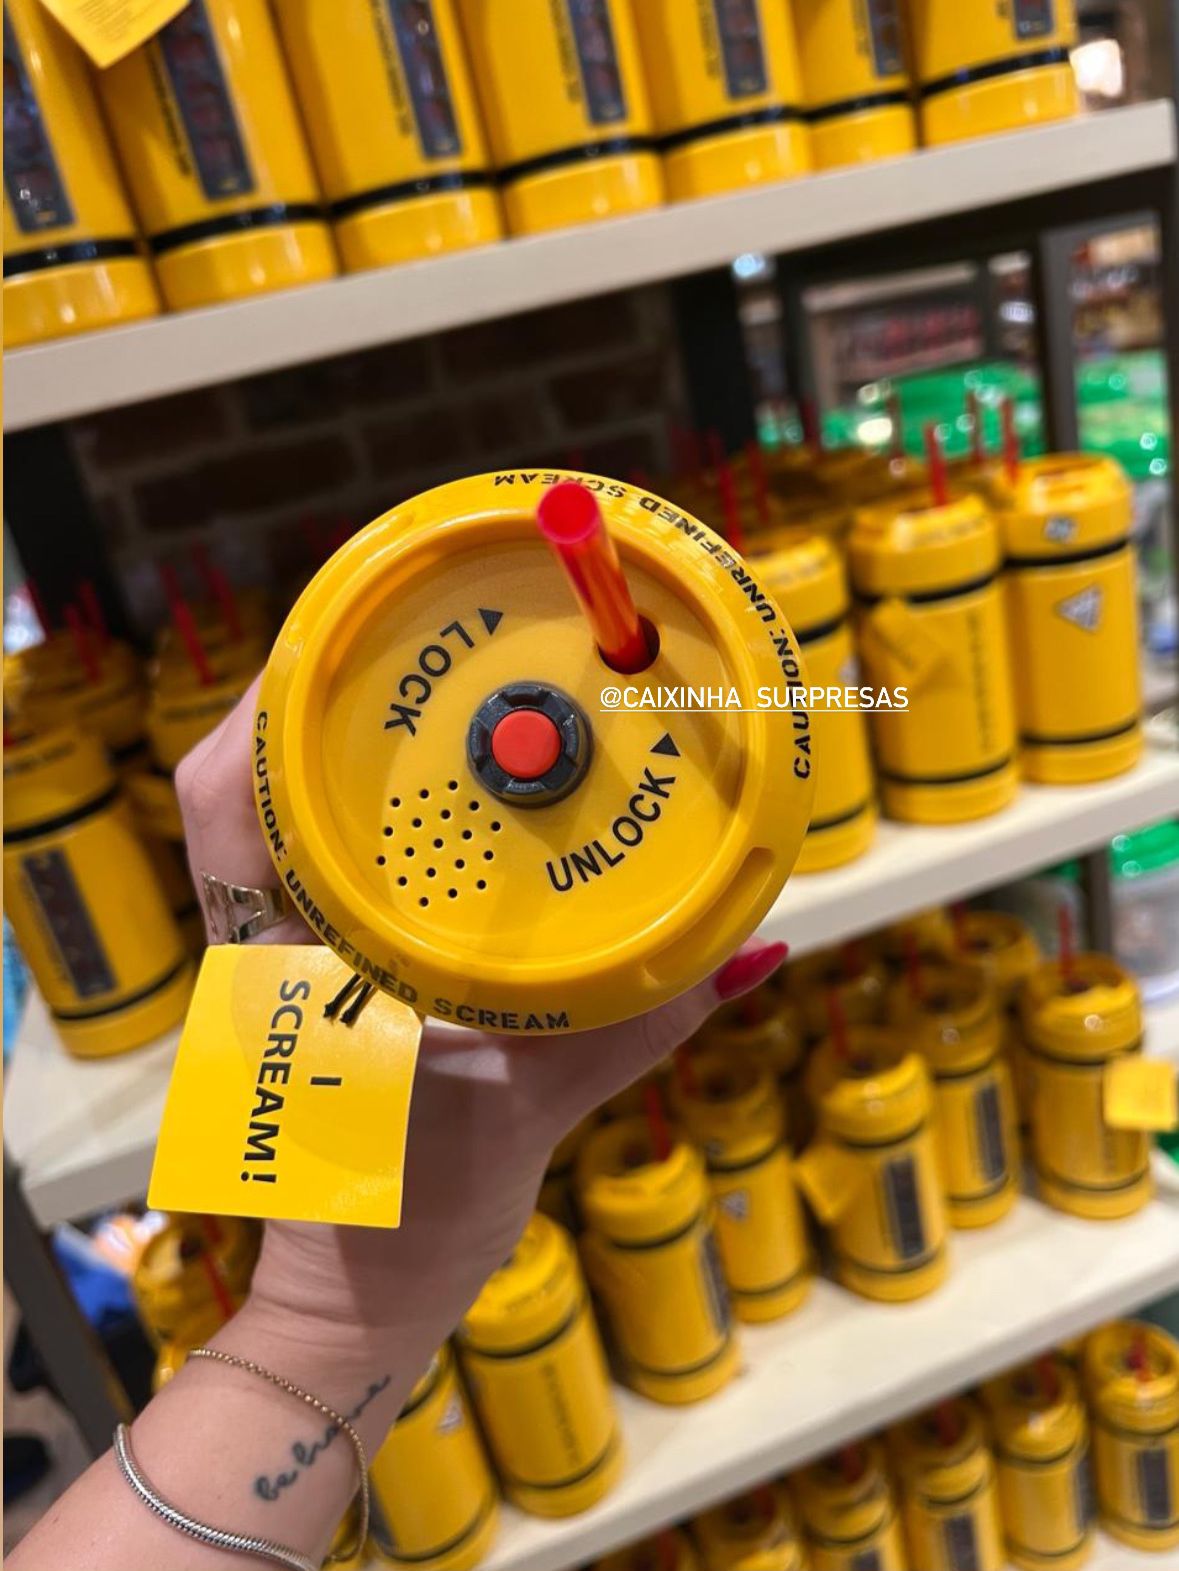 CAUTION: UNREFINED SCREAM
LOCK
@CAIXINHA_SURPRESAS
UNLOCK
CAUTION: UNREFINED SCREAM
I
SCREAM!